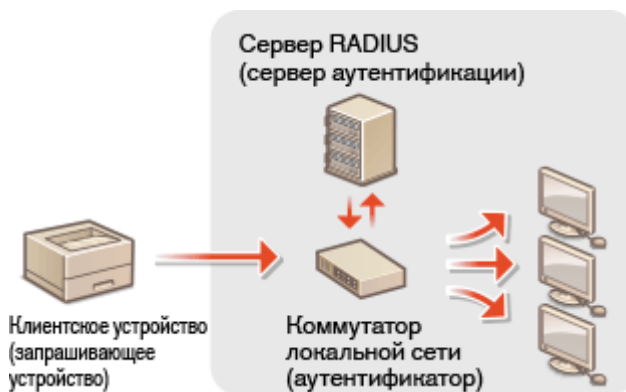 Сервер RADIUS
(сервер аутентификации)
Клиентское устройство
(запрашивающее
устройство)
Коммутатор
локальной сети
(аутентификатор)